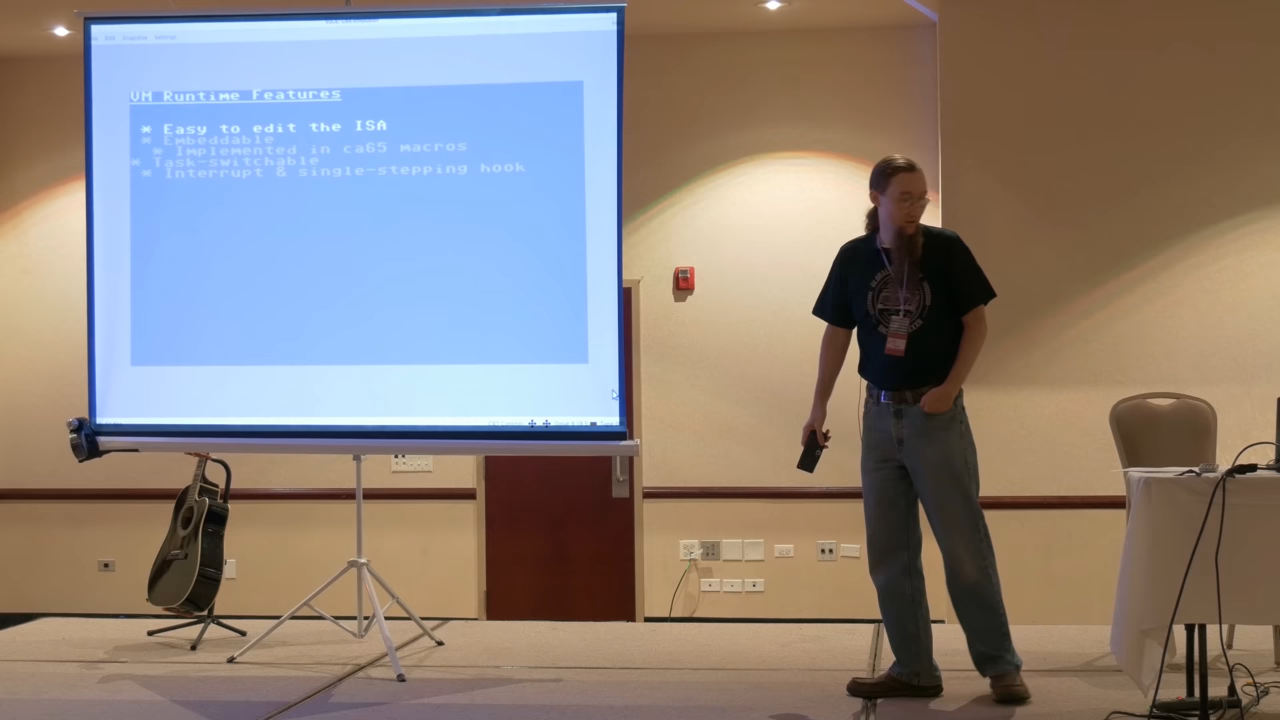 VM Runtime Features
* Easy to edit the ISA
* Embeddable
* Implemented in ca65 macros
* Task-switchable
* Interrupt & single-stepping hook